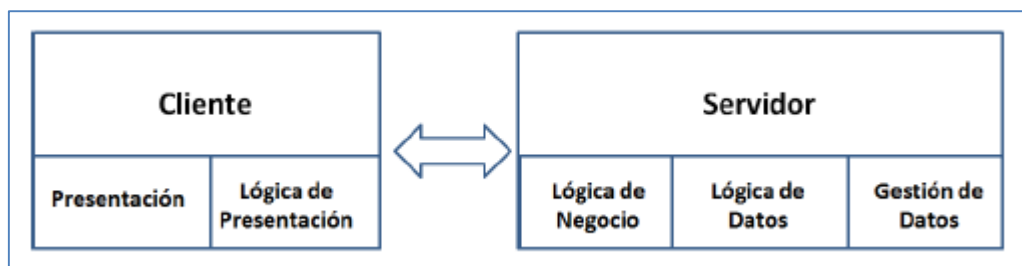 Cliente
Servidor
Presentación
Lógica de
Presentación
Lógica de
Negocio
Lógica de
Datos
Gestión de
Datos